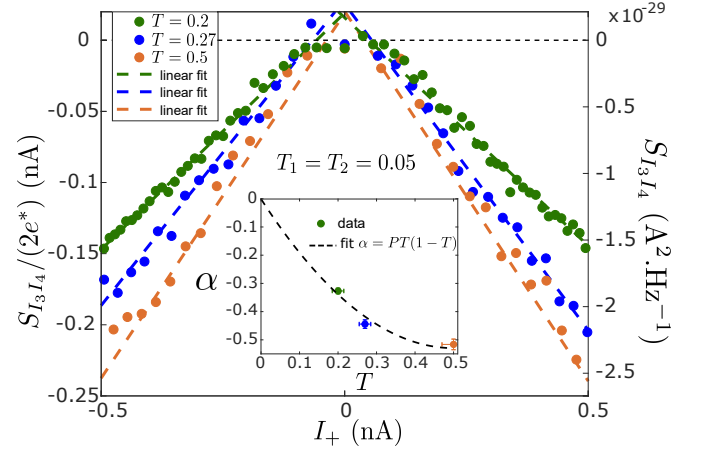 ×10^-29
T = 0.2
T = 0.27
T = 0.5
linear fit
linear fit
linear fit
0
-0.05
-0.1
-0.15
-0.2
-0.25
S_{I_3I_4}/(2e*) (nA)
0
-0.5
-1
-1.5
-2
-2.5
S_{I_3I_4} (A^2.Hz^-1)
T_1 = T_2 = 0.05
0
-0.1
-0.2
-0.3
-0.4
-0.5
α
data
fit α = PT(1 − T)
0 0.1 0.2 0.3 0.4 0.5
T
-0.5 0 0.5
I_+ (nA)